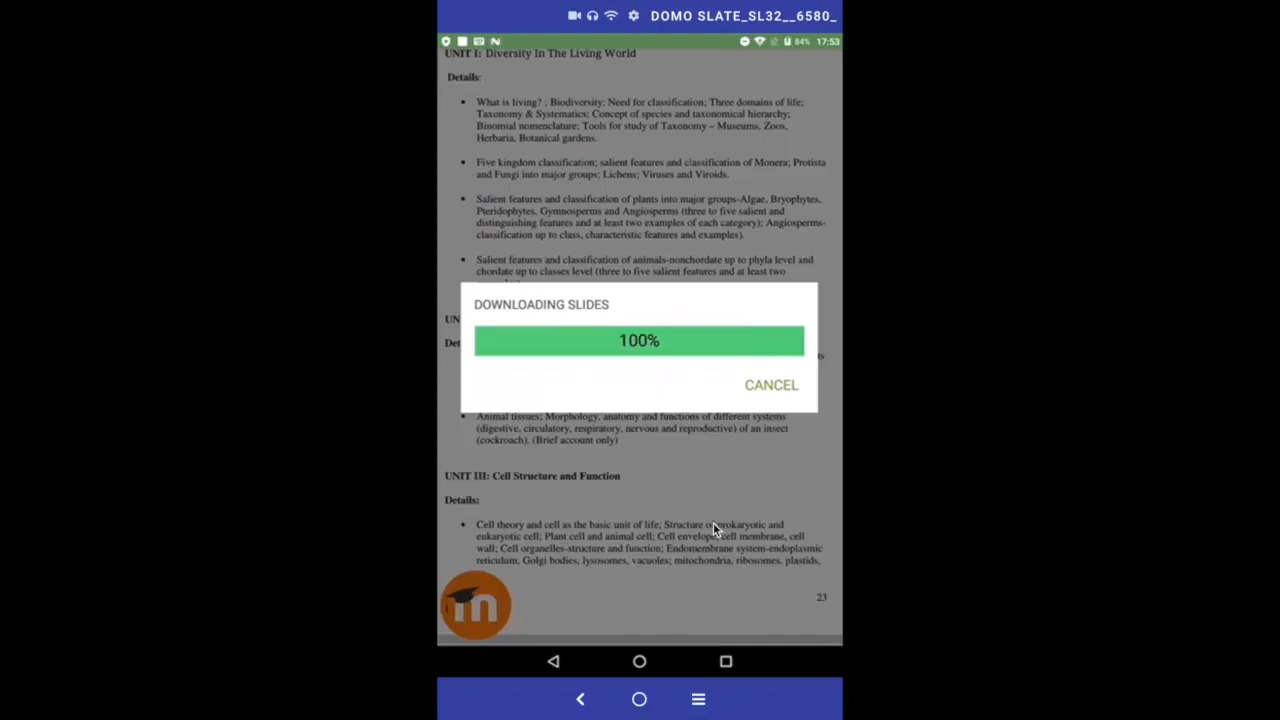 DOMO SLATE_SL32__6580_
84% 17:53
UNIT I: Diversity In The Living World
Details:
• What is living? ; Biodiversity; Need for classification; Three domains of life;
Taxonomy & Systematics; Concept of species and taxonomical hierarchy;
Binomial nomenclature; Tools for study of Taxonomy – Museums, Zoos,
Herbaria, Botanical gardens.
• Five kingdom classification; salient features and classification of Monera; Protista
and Fungi into major groups; Lichens; Viruses and Viroids.
• Salient features and classification of plants into major groups-Algae, Bryophytes,
Pteridophytes, Gymnosperms and Angiosperms (three to five salient and
distinguishing features and at least two examples of each category); Angiosperms-
classification up to class, characteristic features and examples).
• Salient features and classification of animals-nonchordate up to phyla level and
chordate up to classes level (three to five salient features and at least two
DOWNLOADING SLIDES
UN
100%
Det
ts
CANCEL
• Animal tissues; Morphology, anatomy and functions of different systems
(digestive, circulatory, respiratory, nervous and reproductive) of an insect
(cockroach). (Brief account only)
UNIT III: Cell Structure and Function
Details:
• Cell theory and cell as the basic unit of life; Structure of prokaryotic and
eukaryotic cell; Plant cell and animal cell; Cell envelope, cell membrane, cell
wall; Cell organelles-structure and function; Endomembrane system-endoplasmic
reticulum, Golgi bodies, lysosomes, vacuoles; mitochondria, ribosomes, plastids,
m
23